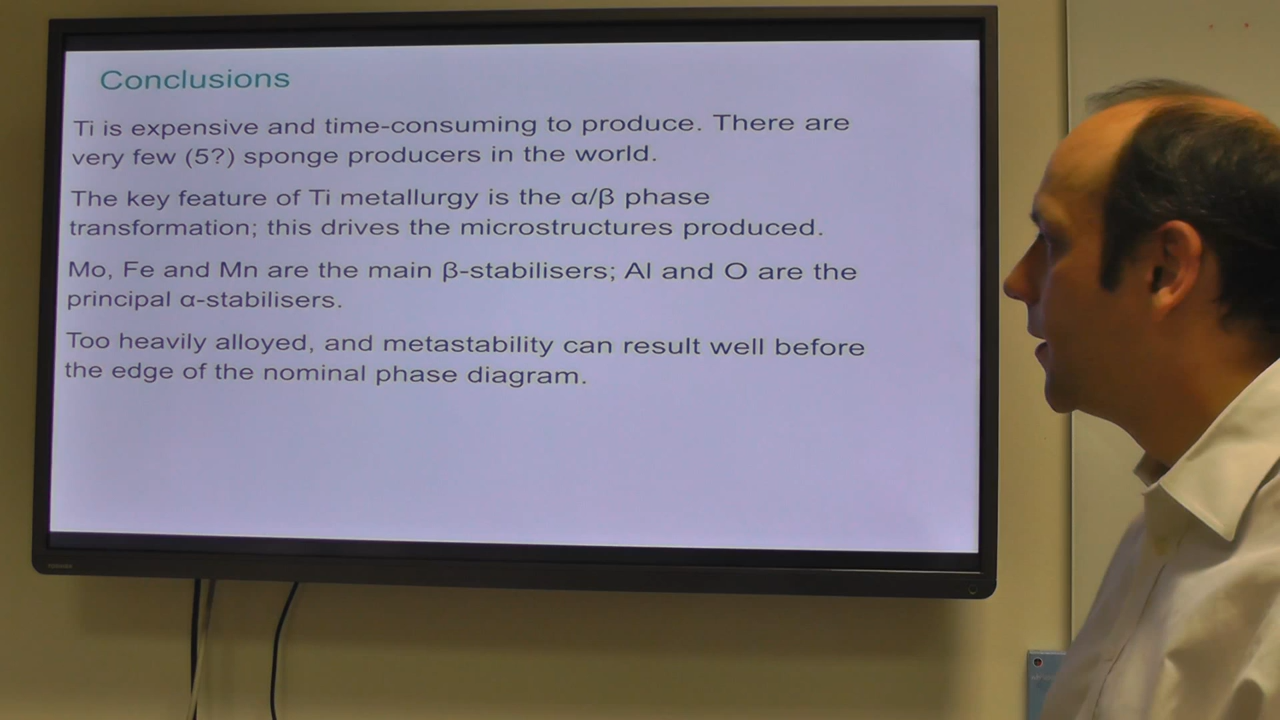 Conclusions
Ti is expensive and time-consuming to produce. There are
very few (5?) sponge producers in the world.
The key feature of Ti metallurgy is the α/β phase
transformation; this drives the microstructures produced.
Mo, Fe and Mn are the main β-stabilisers; Al and O are the
principal α-stabilisers.
Too heavily alloyed, and metastability can result well before
the edge of the nominal phase diagram.
TOSHIBA